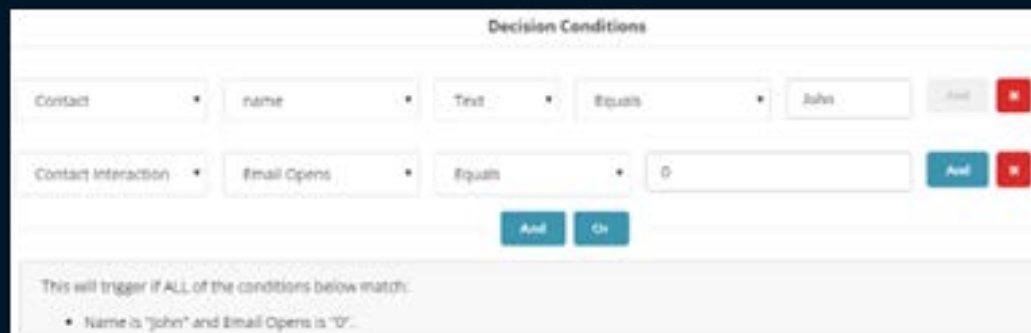 Decision Conditions
Contact name Text Equals John And
Contact Interaction Email Opens Equals 0 And
And Or
This will trigger if ALL of the conditions below match:
• Name is "John" and Email Opens is "0".